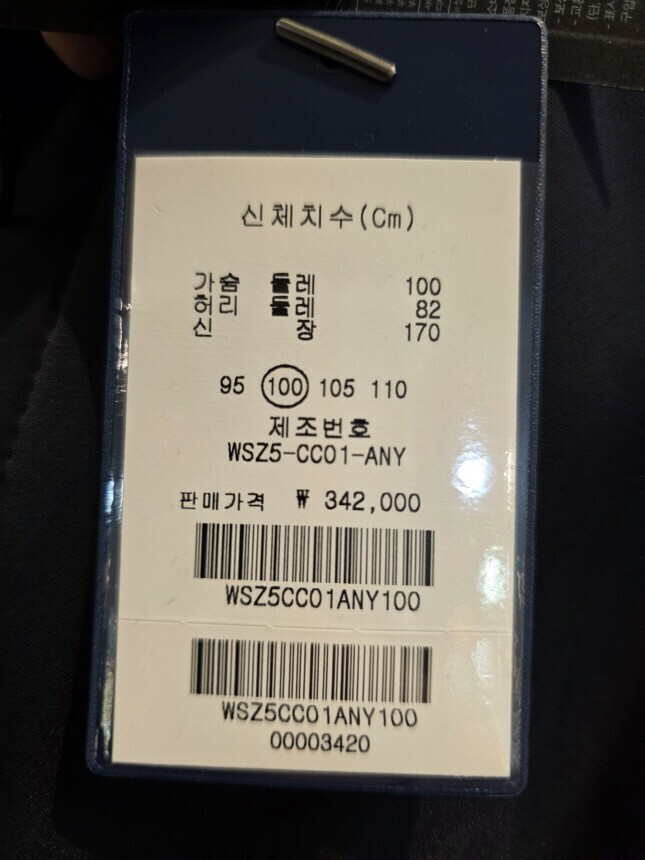 신체치수(Cm)
가슴 둘레 100
허리 둘레 82
신 장 170
95 100 105 110
제조번호
WSZ5-CC01-ANY
판매가격 ₩ 342,000
WSZ5CC01ANY100
WSZ5CC01ANY100
00003420